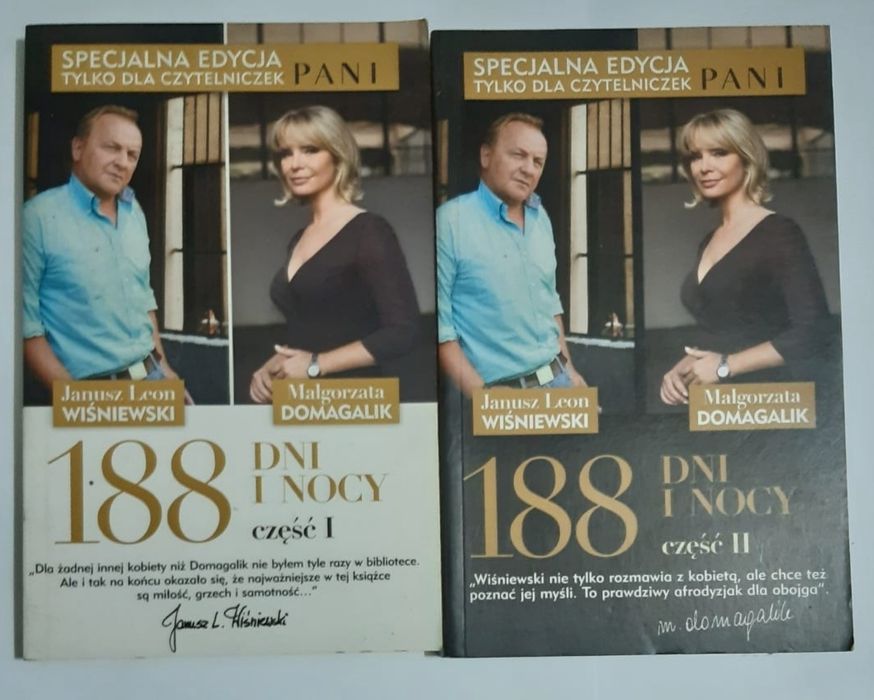 SPECJALNA EDYCJA
TYLKO DLA CZYTELNICZEK PANI
Janusz Leon
WIŚNIEWSKI
Małgorzata
DOMAGALIK
188
DNI
I NOCY
część I
„Dla żadnej innej kobiety niż Domagalik nie byłem tyle razy w bibliotece.
Ale i tak na końcu okazało się, że najważniejsze w tej książce
są miłość, grzech i samotność..."
Janusz L. Wiśniewski
SPECJALNA EDYCJA
TYLKO DLA CZYTELNICZEK PANI
Janusz Leon
WIŚNIEWSKI
Małgorzata
DOMAGALIK
188
DNI
I NOCY
część II
„Wiśniewski nie tylko rozmawia z kobietą, ale chce też
poznać jej myśli. To prawdziwy afrodyzjak dla obojga".
m. domagalik